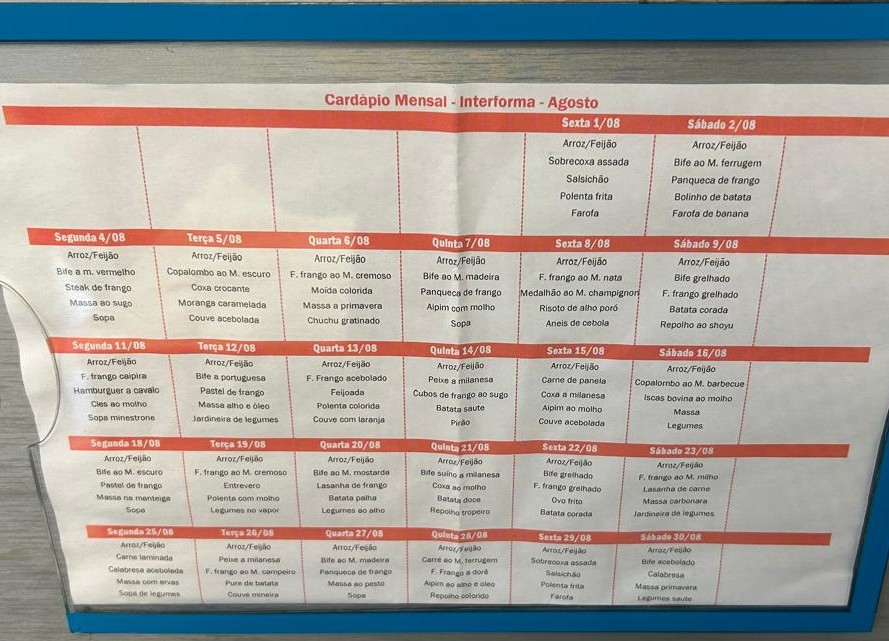 Cardápio Mensal - Interforma - Agosto
Sexta 1/08 Sábado 2/08
Arroz/Feijão Arroz/Feijão
Sobrecoxa assada Bife ao M. ferrugem
Salsichão Panqueca de frango
Polenta frita Bolinho de batata
Farofa Farofa de banana
Segunda 4/08 Terça 5/08 Quarta 6/08 Quinta 7/08 Sexta 8/08 Sábado 9/08
Arroz/Feijão Arroz/Feijão Arroz/Feijão Arroz/Feijão Arroz/Feijão Arroz/Feijão
Bife a m. vermelho Copalombo ao M. escuro F. frango ao M. cremoso Bife ao M. madeira F. frango ao M. nata Bife grelhado
Steak de frango Coxa crocante Moída colorida Panqueca de frango Medalhão ao M. champignon F. frango grelhado
Massa ao sugo Moranga caramelada Massa a primavera Aipim com molho Risoto de alho poró Batata corada
Sopa Couve acebolada Chuchu gratinado Sopa Aneis de cebola Repolho ao shoyu
Segunda 11/08 Terça 12/08 Quarta 13/08 Quinta 14/08 Sexta 15/08 Sábado 16/08
Arroz/Feijão Arroz/Feijão Arroz/Feijão Arroz/Feijão Arroz/Feijão Arroz/Feijão
F. frango caipira Bife a portuguesa F. Frango acebolado Peixe a milanesa Carne de panela Copalombo ao M. barbecue
Hamburguer a cavalo Pastel de frango Feijoada Cubos de frango ao sugo Coxa a milanesa Iscas bovina ao molho
Cles ao molho Massa alho e óleo Polenta colorida Batata saute Aipim ao molho Massa
Sopa minestrone Jardineira de legumes Couve com laranja Pirão Couve acebolada Legumes
Segunda 18/08 Terça 19/08 Quarta 20/08 Quinta 21/08 Sexta 22/08 Sábado 23/08
Arroz/Feijão Arroz/Feijão Arroz/Feijão Arroz/Feijão Arroz/Feijão Arroz/Feijão
Bife ao M. escuro F. frango ao M. cremoso Bife ao M. mostarda Bife suíno a milanesa Bife grelhado F. frango ao M. milho
Pastel de frango Entrevero Lasanha de frango Coxa ao molho F. frango grelhado Lasanha de carne
Massa na manteiga Polenta com molho Batata palha Batata doce Ovo frito Massa carbonara
Sopa Legumes no vapor Legumes ao alho Repolho tropeiro Batata corada Jardineira de legumes
Segunda 25/08 Terça 26/08 Quarta 27/08 Quinta 28/08 Sexta 29/08 Sábado 30/08
Arroz/Feijão Arroz/Feijão Arroz/Feijão Arroz/Feijão Arroz/Feijão Arroz/Feijão
Carne laminada Peixe a milanesa Bife ao M. madeira Carré ao M. ferrugem Sobrecoxa assada Bife acebolado
Calabresa acebolada F. frango ao M. campeiro Panqueca de frango F. Frango a dorê Salsichão Calabresa
Massa com ervas Pure de batata Massa ao pesto Aipim ao alho e óleo Polenta frita Massa primavera
Sopa de legumes Couve mineira Sopa Repolho colorido Farofa Legumes saute